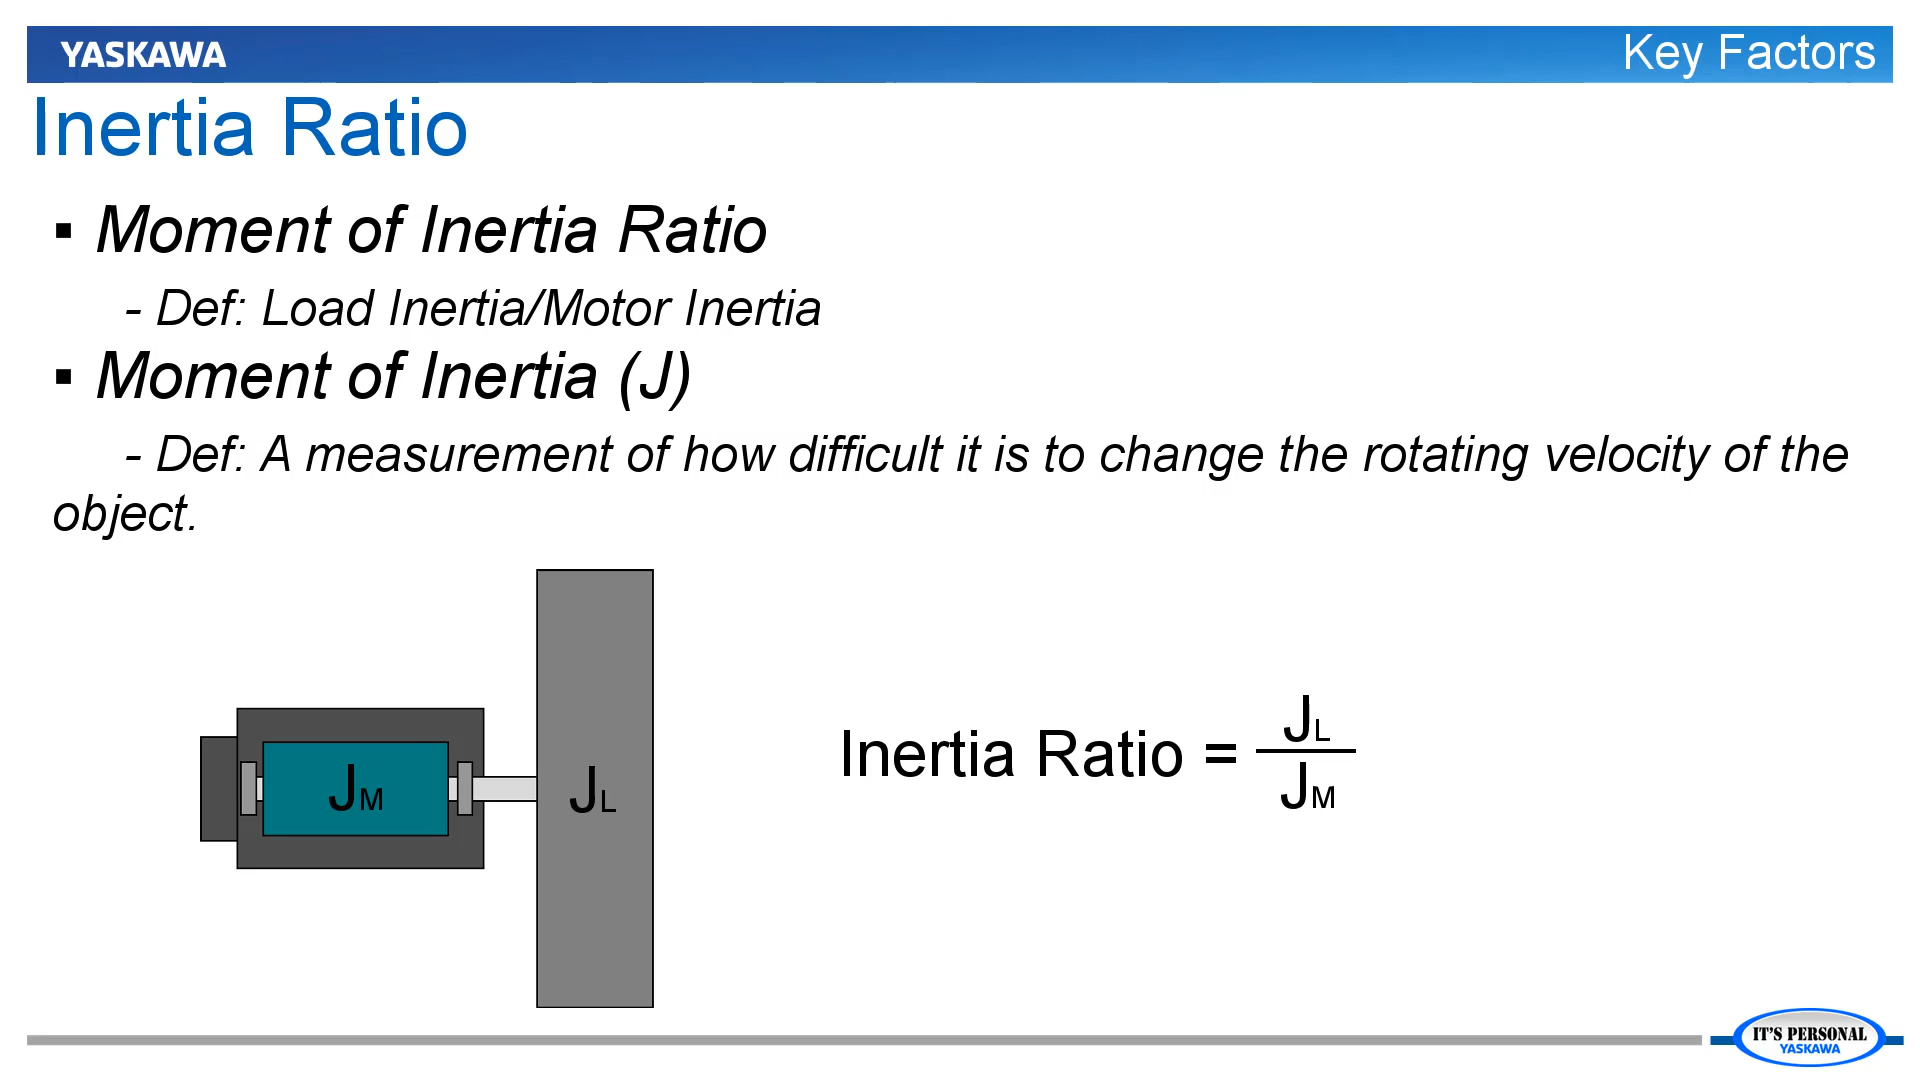 YASKAWA
Key Factors
Inertia Ratio
▪ Moment of Inertia Ratio
- Def: Load Inertia/Motor Inertia
▪ Moment of Inertia (J)
- Def: A measurement of how difficult it is to change the rotating velocity of the
object.
JM
JL
Inertia Ratio = JL
JM
IT'S PERSONAL
YASKAWA